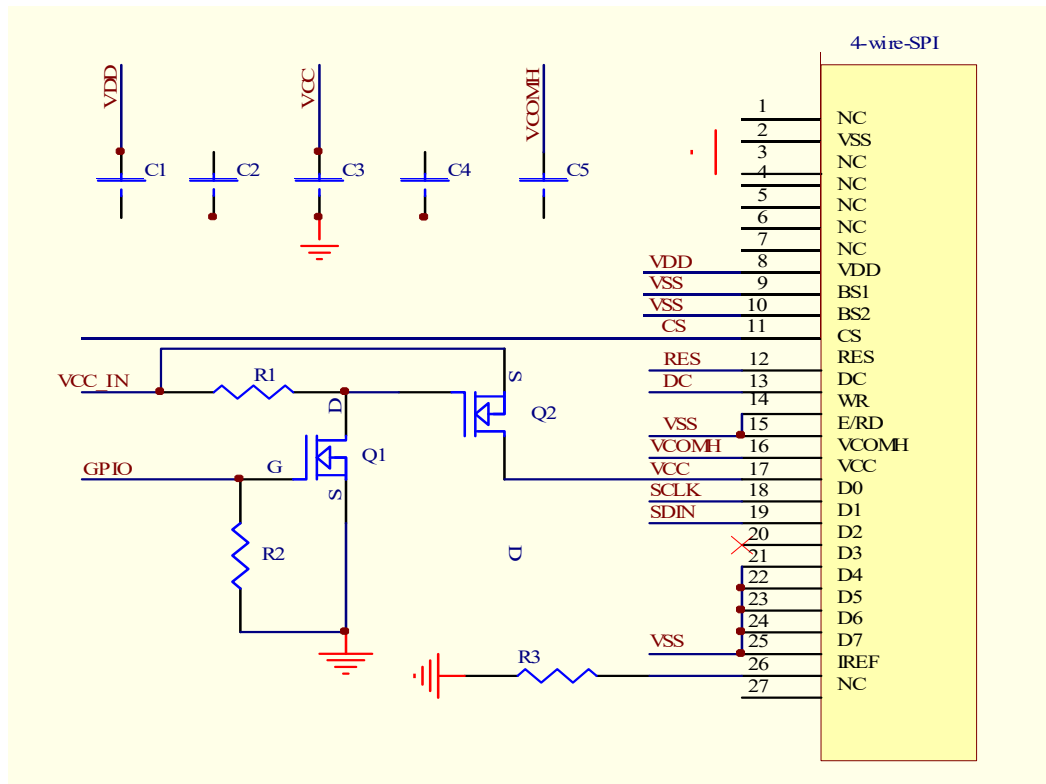 4-wire-SPI
VDD
VCC
VCOMH
C1
C2
C3
C4
C5
1
NC
2
VSS
3
NC
4
NC
5
NC
6
NC
7
NC
VDD
8
VDD
VSS
9
BS1
VSS
10
BS2
CS
11
CS
RES
12
RES
DC
13
DC
14
WR
VSS
15
E/RD
VCOMH
16
VCOMH
VCC
17
VCC
SCLK
18
D0
SDIN
19
D1
20
D2
21
D3
22
D4
23
D5
24
D6
VSS
25
D7
26
IREF
27
NC
VCC_IN
R1
D
S
Q2
GPIO
G
Q1
S
R2
D
R3